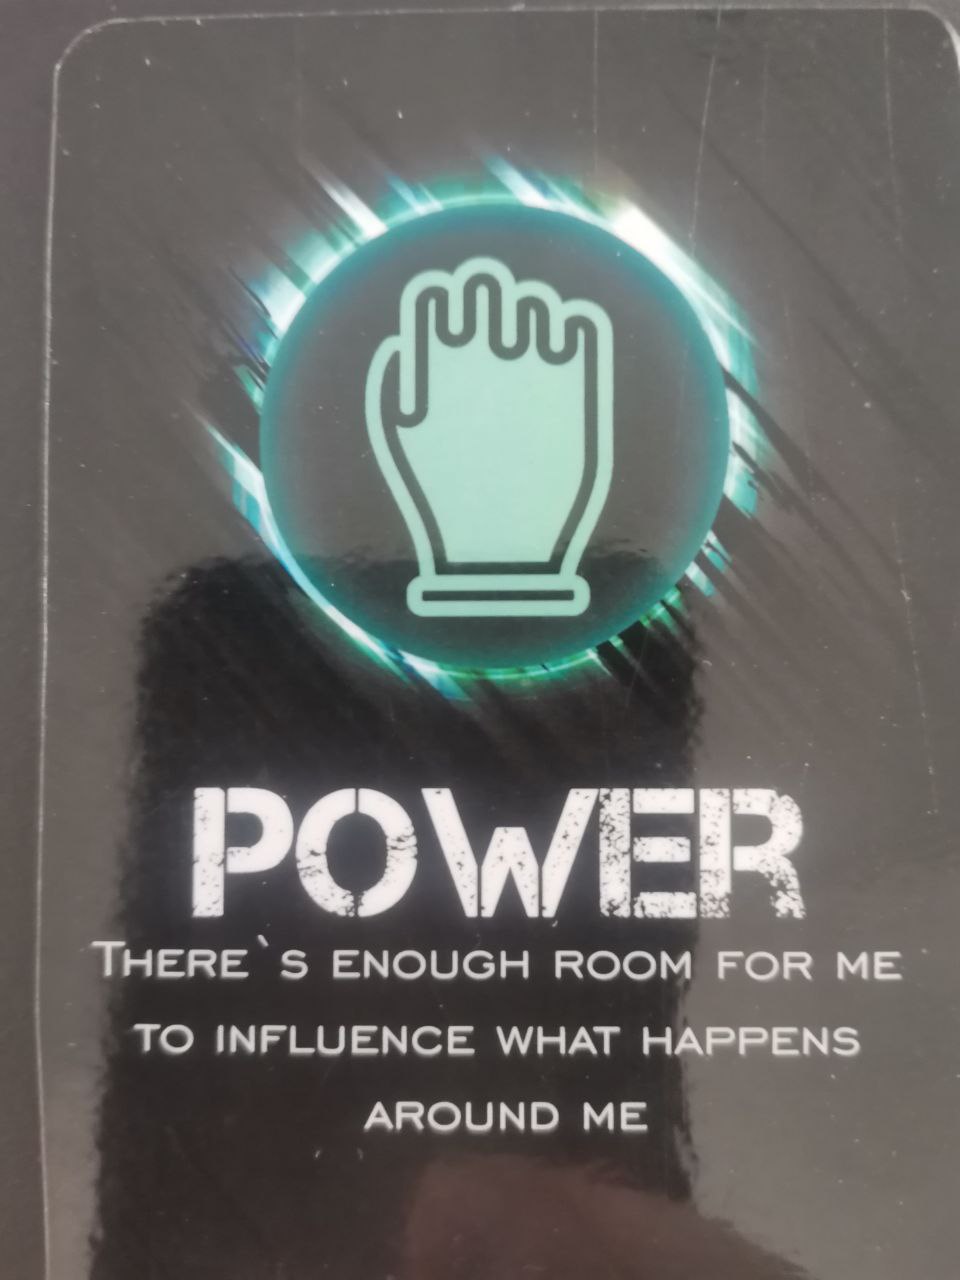 POWER
THERE`S ENOUGH ROOM FOR ME
TO INFLUENCE WHAT HAPPENS
AROUND ME